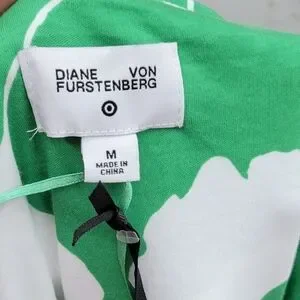 DIANE VON
FURSTENBERG
M
MADE IN
CHINA